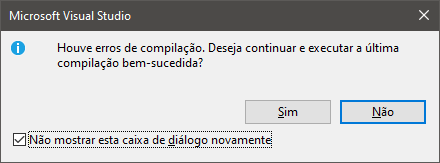 Microsoft Visual Studio
Houve erros de compilação. Deseja continuar e executar a última
compilação bem-sucedida?
Sim
Não
Não mostrar esta caixa de diálogo novamente